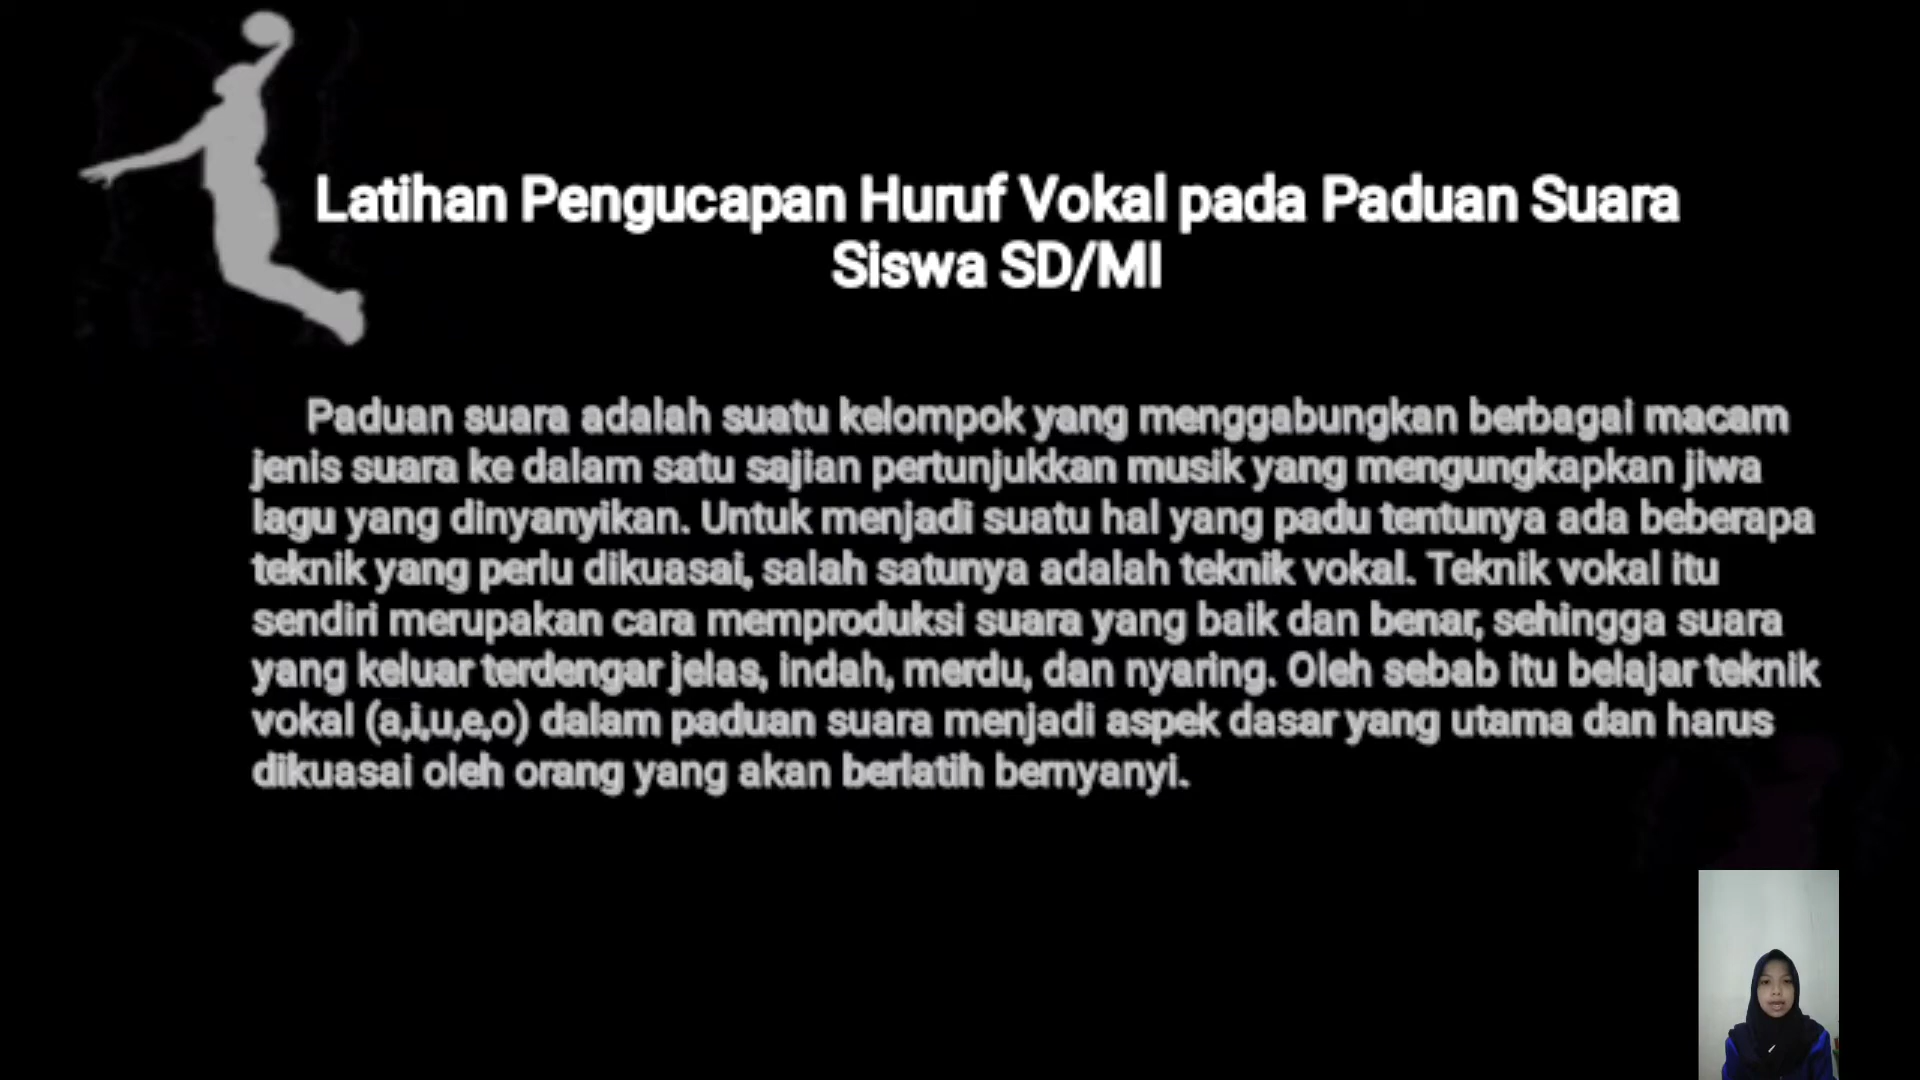 Latihan Pengucapan Huruf Vokal pada Paduan Suara
Siswa SD/MI
Paduan suara adalah suatu kelompok yang menggabungkan berbagai macam
jenis suara ke dalam satu sajian pertunjukkan musik yang mengungkapkan jiwa
lagu yang dinyanyikan. Untuk menjadi suatu hal yang padu tentunya ada beberapa
teknik yang perlu dikuasai, salah satunya adalah teknik vokal. Teknik vokal itu
sendiri merupakan cara memproduksi suara yang baik dan benar, sehingga suara
yang keluar terdengar jelas, indah, merdu, dan nyaring. Oleh sebab itu belajar teknik
vokal (a,i,u,e,o) dalam paduan suara menjadi aspek dasar yang utama dan harus
dikuasai oleh orang yang akan berlatih bernyanyi.